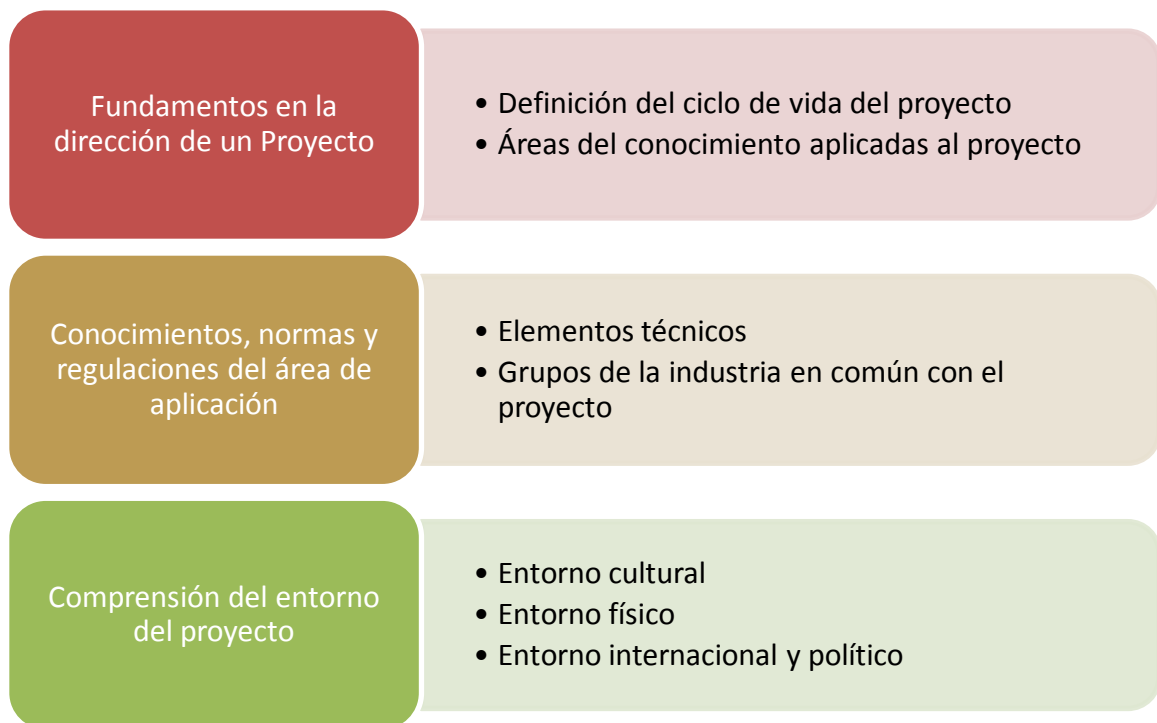 Fundamentos en la
dirección de un Proyecto
• Definición del ciclo de vida del proyecto
• Áreas del conocimiento aplicadas al proyecto
Conocimientos, normas y
regulaciones del área de
aplicación
• Elementos técnicos
• Grupos de la industria en común con el
proyecto
Comprensión del entorno
del proyecto
• Entorno cultural
• Entorno físico
• Entorno internacional y político